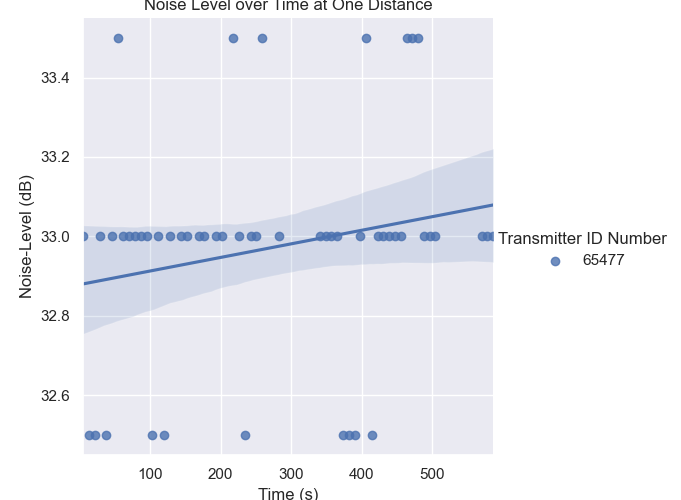 Noise Level over Time at One Distance
33.4
33.2
33.0
32.8
32.6
Noise-Level (dB)
100 200 300 400 500
Time (s)
Transmitter ID Number
65477